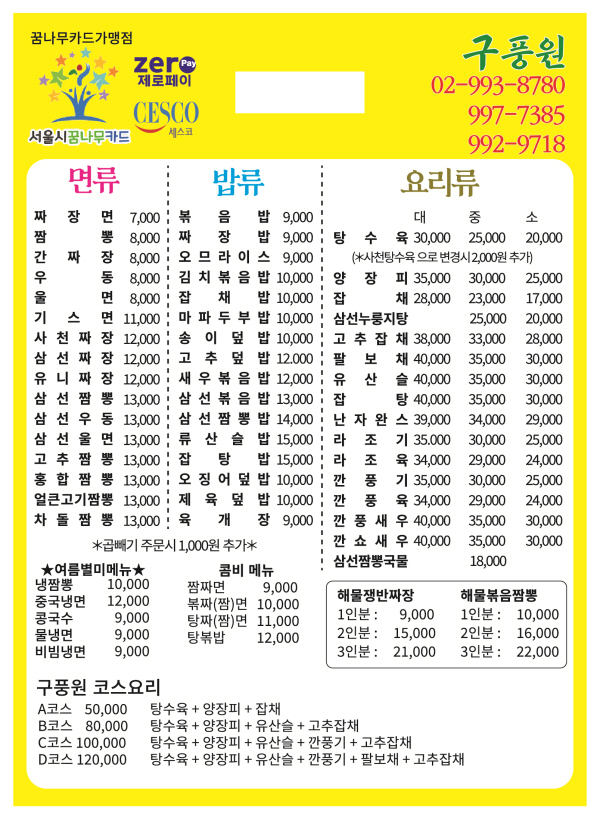 꿈나무카드가맹점
zero Pay
제로페이
CESCO
세스코
서울시꿈나무카드
구풍원
02-993-8780
997-7385
992-9718
면류
짜장면 7,000
짬뽕 8,000
간짜장 8,000
우동 8,000
울면 8,000
기스면 11,000
사천짜장 12,000
삼선짜장 12,000
유니짜장 12,000
삼선짬뽕 13,000
삼선우동 13,000
삼선울면 13,000
고추짬뽕 13,000
홍합짬뽕 13,000
얼큰고기짬뽕 13,000
차돌짬뽕 13,000
밥류
볶음밥 9,000
짜장밥 9,000
오므라이스 9,000
김치볶음밥 10,000
잡채밥 10,000
마파두부밥 10,000
송이덮밥 10,000
고추덮밥 12.000
새우볶음밥 12,000
삼선볶음밥 13,000
삼선짬뽕밥 14,000
류산슬밥 15,000
잡탕밥 15,000
오징어덮밥 10,000
제육덮밥 10,000
육개장 9,000
※곱빼기 주문시 1,000원 추가※
요리류
대 중 소
탕수육 30,000 25,000 20,000
(※사천탕수육 으로 변경시 2,000원 추가)
양장피 35,000 30,000 25,000
잡채 28,000 23,000 17,000
삼선누룽지탕 25,000 20,000
고추잡채 38,000 33,000 28,000
팔보채 40,000 35,000 30,000
유산슬 40,000 35,000 30,000
잡탕 40,000 35,000 30,000
난자완스 39,000 34,000 29,000
라조기 35.000 30,000 25,000
라조육 34,000 29,000 24,000
깐풍기 35,000 30,000 25,000
깐풍육 34,000 29,000 24,000
깐풍새우 40,000 35,000 30,000
깐쇼새우 40,000 35,000 30,000
삼선짬뽕국물 18,000
★여름별미메뉴★
냉짬뽕 10,000
중국냉면 12,000
콩국수 9,000
물냉면 9,000
비빔냉면 9,000
콤비 메뉴
짬짜면 9,000
볶짜(짬)면 10,000
탕짜(짬)면 11,000
탕볶밥 12,000
해물쟁반짜장
1인분 : 9,000
2인분 : 15,000
3인분 : 21,000
해물볶음짬뽕
1인분 : 10,000
2인분 : 16,000
3인분 : 22,000
구풍원 코스요리
A코스 50,000 탕수육 + 양장피 + 잡채
B코스 80,000 탕수육 + 양장피 + 유산슬 + 고추잡채
C코스 100,000 탕수육 + 양장피 + 유산슬 + 깐풍기 + 고추잡채
D코스 120,000 탕수육 + 양장피 + 유산슬 + 깐풍기 + 팔보채 + 고추잡채